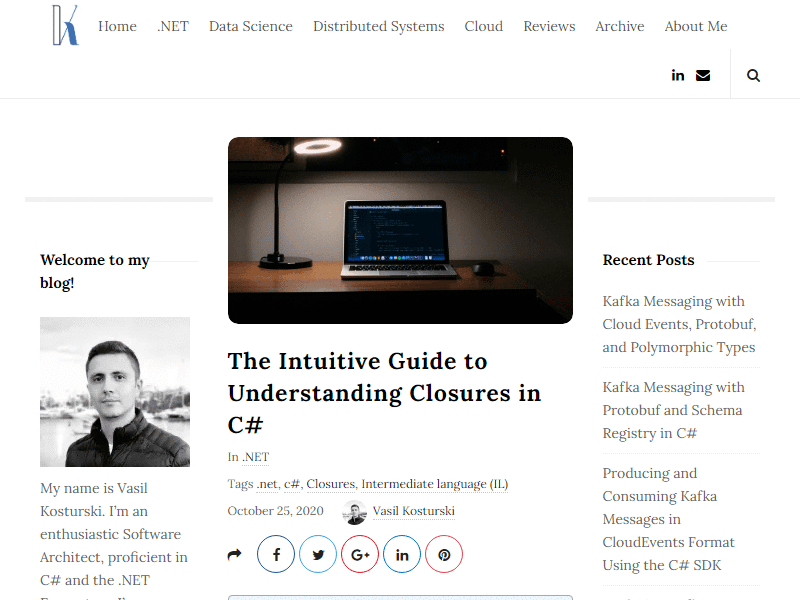 Home .NET Data Science Distributed Systems Cloud Reviews Archive About Me
Welcome to my
blog!
My name is Vasil
Kosturski. I’m an
enthusiastic Software
Architect, proficient in
C# and the .NET
The Intuitive Guide to
Understanding Closures in
C#
In .NET
Tags .net, c#, Closures, Intermediate language (IL)
October 25, 2020 Vasil Kosturski
Recent Posts
Kafka Messaging with
Cloud Events, Protobuf,
and Polymorphic Types
Kafka Messaging with
Protobuf and Schema
Registry in C#
Producing and
Consuming Kafka
Messages in
CloudEvents Format
Using the C# SDK